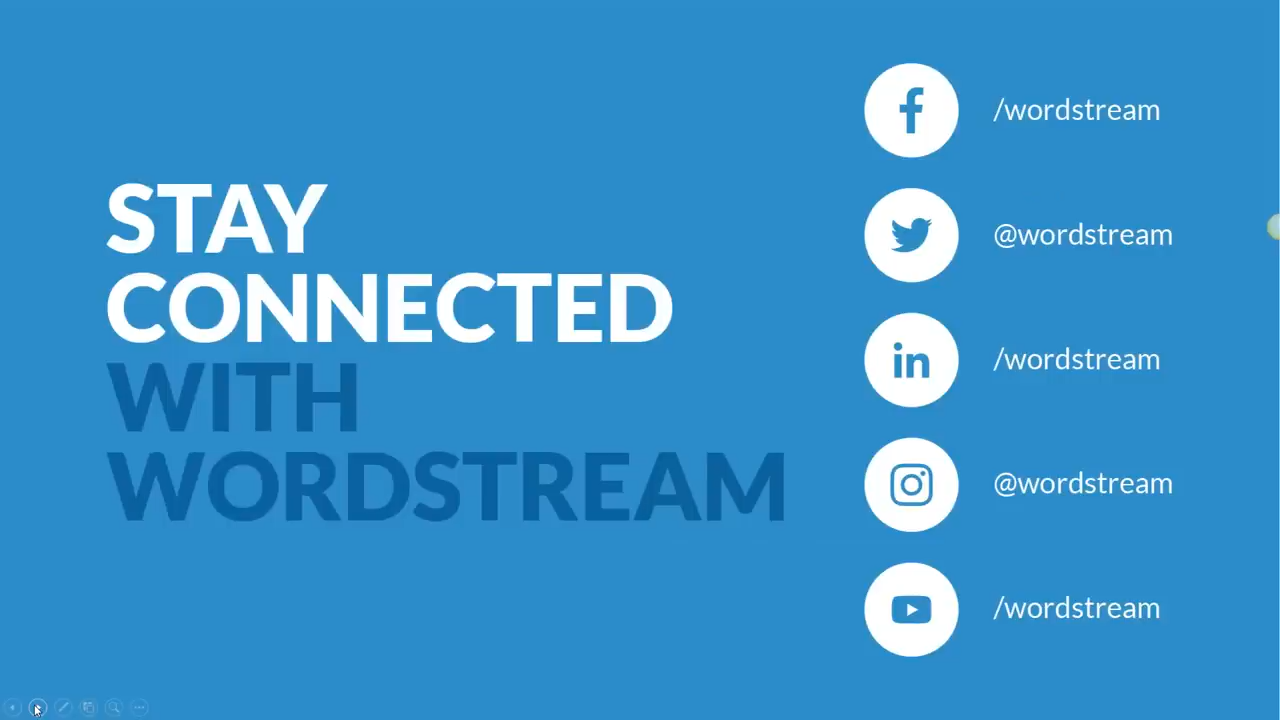 STAY
CONNECTED
WITH
WORDSTREAM
/wordstream
@wordstream
/wordstream
@wordstream
/wordstream